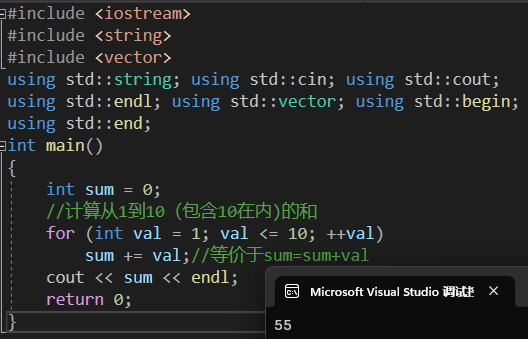 #include <iostream>
#include <string>
#include <vector>
using std::string; using std::cin; using std::cout;
using std::endl; using std::vector; using std::begin;
using std::end;
int main()
{
int sum = 0;
//计算从1到10（包含10在内)的和
for (int val = 1; val <= 10; ++val)
sum += val;//等价于sum=sum+val
cout << sum << endl;
return 0;
}
Microsoft Visual Studio 调试
55